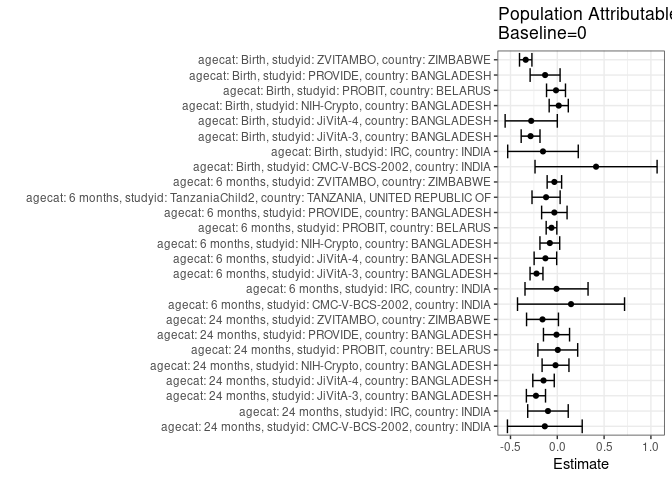 Population Attributable
Baseline=0
agecat: Birth, studyid: ZVITAMBO, country: ZIMBABWE
agecat: Birth, studyid: PROVIDE, country: BANGLADESH
agecat: Birth, studyid: PROBIT, country: BELARUS
agecat: Birth, studyid: NIH-Crypto, country: BANGLADESH
agecat: Birth, studyid: JiVitA-4, country: BANGLADESH
agecat: Birth, studyid: JiVitA-3, country: BANGLADESH
agecat: Birth, studyid: IRC, country: INDIA
agecat: Birth, studyid: CMC-V-BCS-2002, country: INDIA
agecat: 6 months, studyid: ZVITAMBO, country: ZIMBABWE
agecat: 6 months, studyid: TanzaniaChild2, country: TANZANIA, UNITED REPUBLIC OF
agecat: 6 months, studyid: PROVIDE, country: BANGLADESH
agecat: 6 months, studyid: PROBIT, country: BELARUS
agecat: 6 months, studyid: NIH-Crypto, country: BANGLADESH
agecat: 6 months, studyid: JiVitA-4, country: BANGLADESH
agecat: 6 months, studyid: JiVitA-3, country: BANGLADESH
agecat: 6 months, studyid: IRC, country: INDIA
agecat: 6 months, studyid: CMC-V-BCS-2002, country: INDIA
agecat: 24 months, studyid: ZVITAMBO, country: ZIMBABWE
agecat: 24 months, studyid: PROVIDE, country: BANGLADESH
agecat: 24 months, studyid: PROBIT, country: BELARUS
agecat: 24 months, studyid: NIH-Crypto, country: BANGLADESH
agecat: 24 months, studyid: JiVitA-4, country: BANGLADESH
agecat: 24 months, studyid: JiVitA-3, country: BANGLADESH
agecat: 24 months, studyid: IRC, country: INDIA
agecat: 24 months, studyid: CMC-V-BCS-2002, country: INDIA
-0.5 0.0 0.5 1.0
Estimate